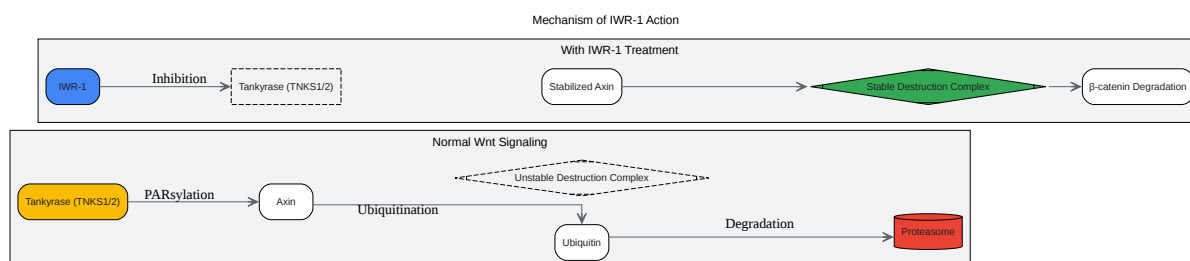 Mechanism of IWR-1 Action
With IWR-1 Treatment
IWR-1
Inhibition
Tankyrase (TNKS1/2)
Stabilized Axin
Stable Destruction Complex
β-catenin Degradation
Normal Wnt Signaling
Tankyrase (TNKS1/2)
PARsylation
Axin
Ubiquitination
Unstable Destruction Complex
Ubiquitin
Degradation
Proteasome